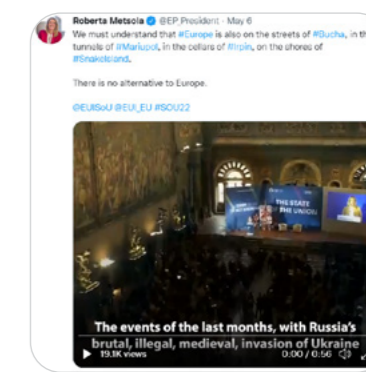 Roberta Metsola @EP_President · May 6
We must understand that #Europe is also on the streets of #Bucha, in th
tunnels of #Mariupol, in the cellars of #Irpin, on the shores of
#SnakeIsland.
There is no alternative to Europe.
@EUISoU @EUI_EU #SOU22
THE STATE
OF THE UNION
The events of the last months, with Russia's
brutal, illegal, medieval, invasion of Ukraine
19.1K views
0:00 / 0:56